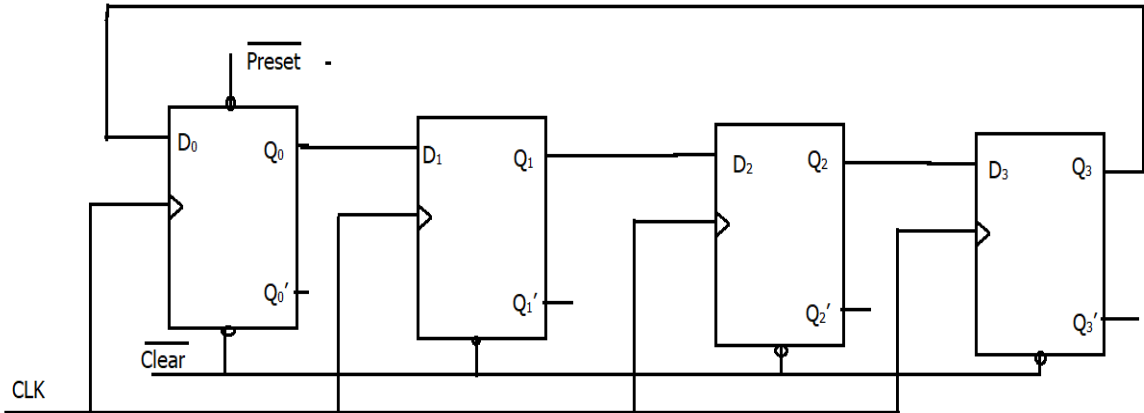 Preset -
D₀ Q₀ D₁ Q₁ D₂ Q₂ D₃ Q₃
Q₀′ Q₁′ Q₂′ Q₃′
Clear
CLK